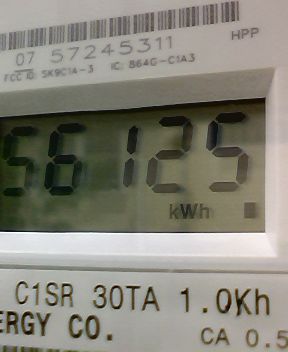 07 57245311
HPP
FCC ID: SK9C1A-3 IC: 864G-C1A3
56125
kWh
C1SR 30TA 1.0Kh
ERGY CO.
CA 0.5